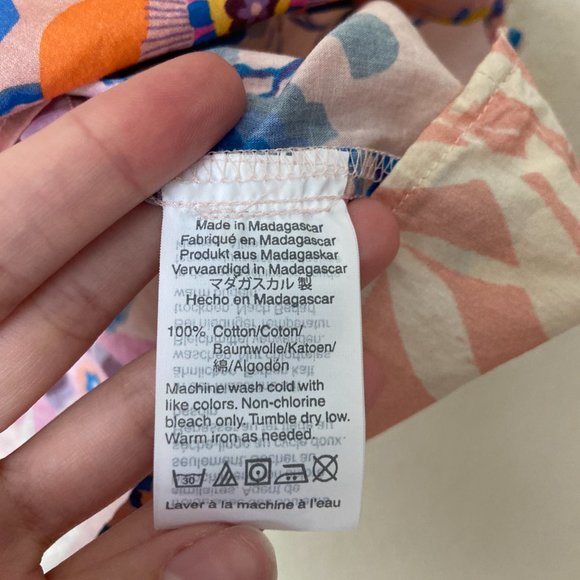 Made in Madagascar
Fabriqué en Madagascar
Produkt aus Madagaskar
Vervaardigd in Madagascar
マダガスカル 製
Hecho en Madagascar
100% Cotton/Coton/
Baumwolle/Katoen/
綿/Algodón
Machine wash cold with
like colors. Non-chlorine
bleach only. Tumble dry low.
Warm iron as needed.
30
Laver à la machine à l'eau